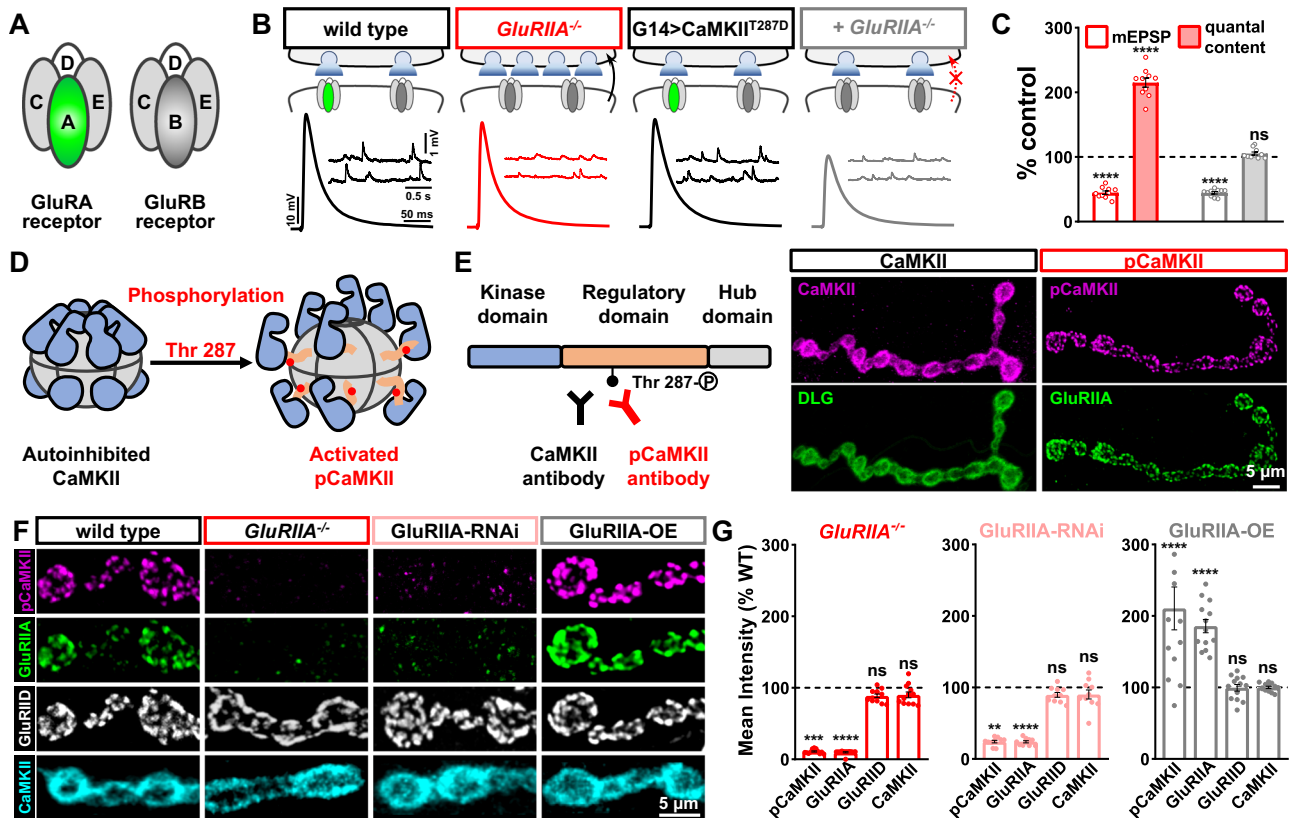 A
D
C
E
A
D
C
E
B
GluRA
receptor
GluRB
receptor
B
wild type
GluRIIA-/-
G14>CaMKIIT287D
+ GluRIIA-/-
1 mV
0.5 s
10 mV
50 ms
C
mEPSP
quantal
content
% control
300
200
100
0
****
****
****
ns
D
Phosphorylation
Thr 287
Autoinhibited
CaMKII
Activated
pCaMKII
E
Kinase
domain
Regulatory
domain
Hub
domain
Thr 287-P
CaMKII
antibody
pCaMKII
antibody
CaMKII
pCaMKII
CaMKII
pCaMKII
DLG
GluRIIA
5 µm
F
wild type
GluRIIA-/-
GluRIIA-RNAi
GluRIIA-OE
pCaMKII
GluRIIA
GluRIID
CaMKII
5 µm
G
GluRIIA-/-
Mean Intensity (% WT)
300
200
100
0
***
****
ns
ns
pCaMKII
GluRIIA
GluRIID
CaMKII
GluRIIA-RNAi
300
200
100
0
**
****
ns
ns
pCaMKII
GluRIIA
GluRIID
CaMKII
GluRIIA-OE
300
200
100
0
****
****
ns
ns
pCaMKII
GluRIIA
GluRIID
CaMKII